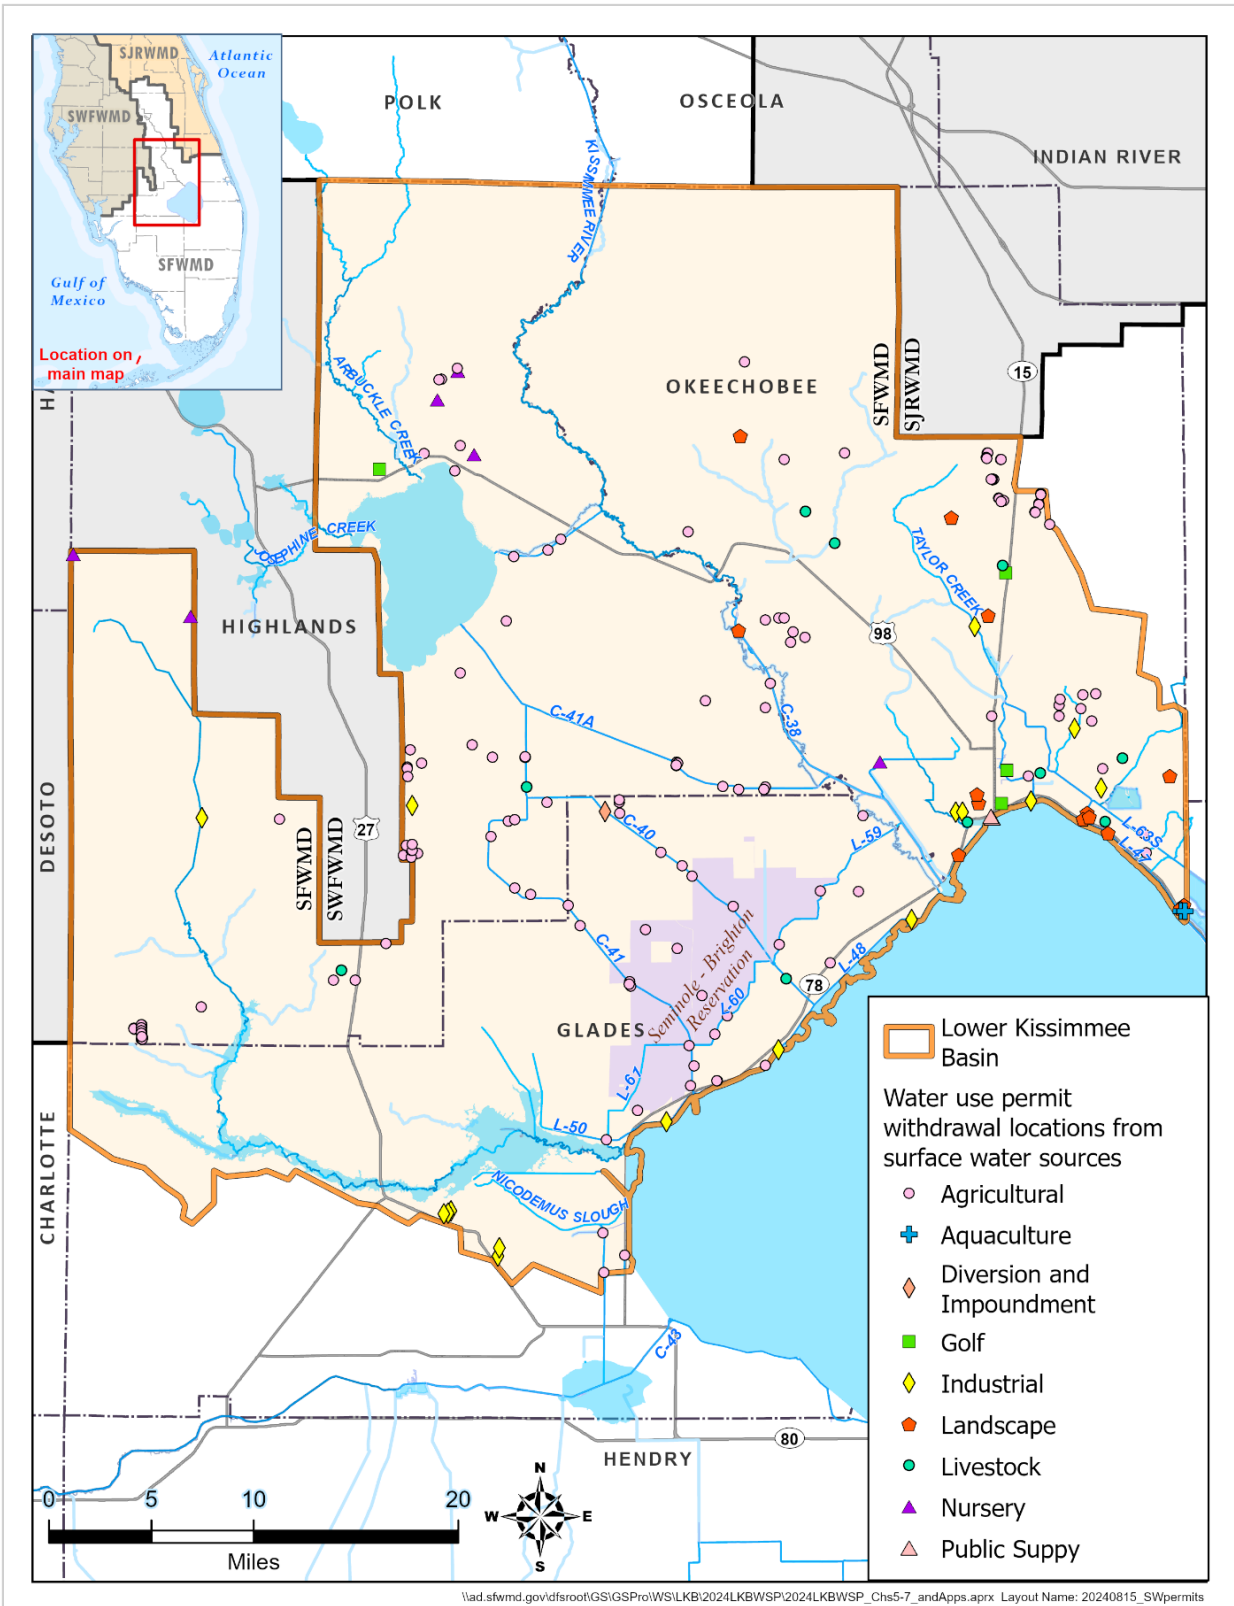 SJRWMD
Atlantic
Ocean
SWFWMD
SFWMD
Gulf of
Mexico
Location on
main map
POLK
OSCEOLA
INDIAN RIVER
KISSIMMEE RIVER
ARBUCKLE CREEK
OKEECHOBEE
SFWMD
SJRWMD
15
H
JOSEPHINE CREEK
TAYLOR CREEK
HIGHLANDS
98
C-41A
C-38
DESOTO
27
SFWMD
SWFWMD
C-40
L-59
L-63S
L-47
C-41
Seminole - Brighton
Reservation
L-48
78
L-60
GLADES
L-61
L-50
CHARLOTTE
NICODEMUS SLOUGH
C-43
80
HENDRY
Lower Kissimmee
Basin
Water use permit
withdrawal locations from
surface water sources
Agricultural
Aquaculture
Diversion and
Impoundment
Golf
Industrial
Landscape
Livestock
Nursery
Public Suppy
0 5 10 20
Miles
N
W E
S
\\ad.sfwmd.gov\dfsroot\GS\GSPro\WS\LKB\2024LKBWSP\2024LKBWSP_Chs5-7_andApps.aprx Layout Name: 20240815_SWpermits